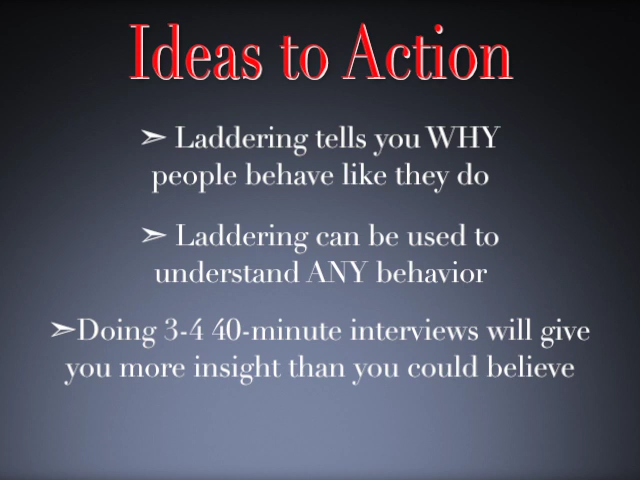 Ideas to Action
➣ Laddering tells you WHY
people behave like they do
➣ Laddering can be used to
understand ANY behavior
➣Doing 3-4 40-minute interviews will give
you more insight than you could believe